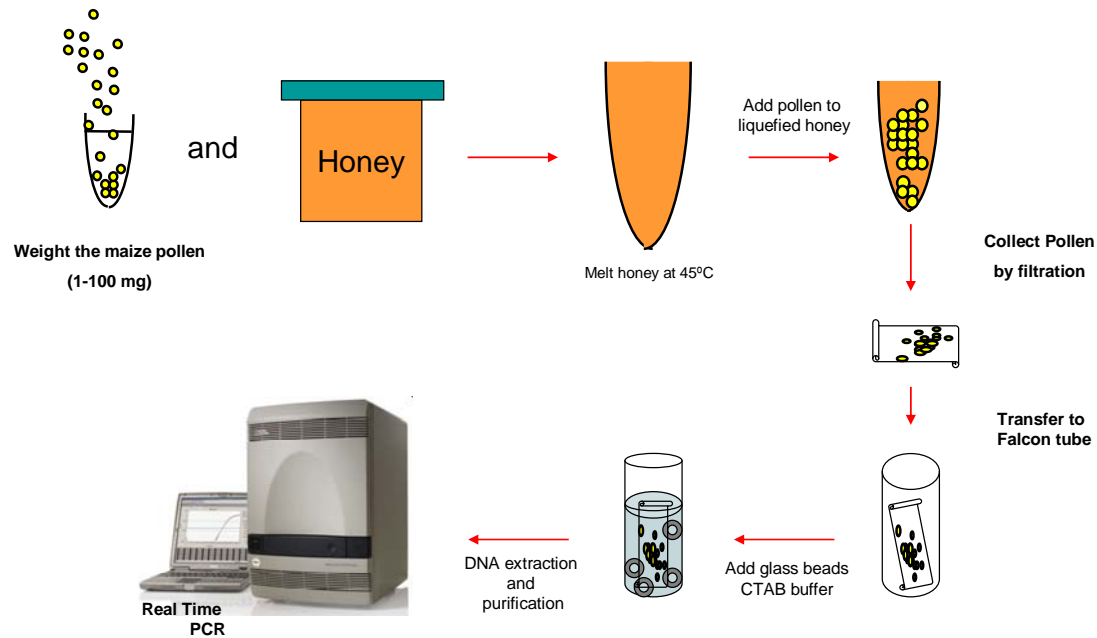 and
Honey
Add pollen to
liquefied honey
Weight the maize pollen
(1-100 mg)
Melt honey at 45ºC
Collect Pollen
by filtration
Transfer to
Falcon tube
Add glass beads
CTAB buffer
DNA extraction
and
purification
Real Time
PCR